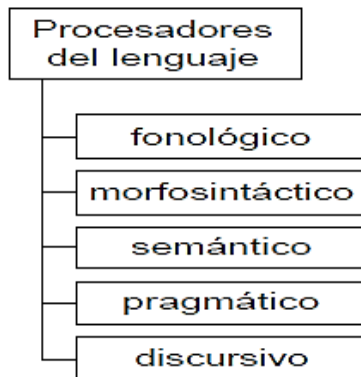 Procesadores
del lenguaje
fonológico
morfosintáctico
semántico
pragmático
discursivo